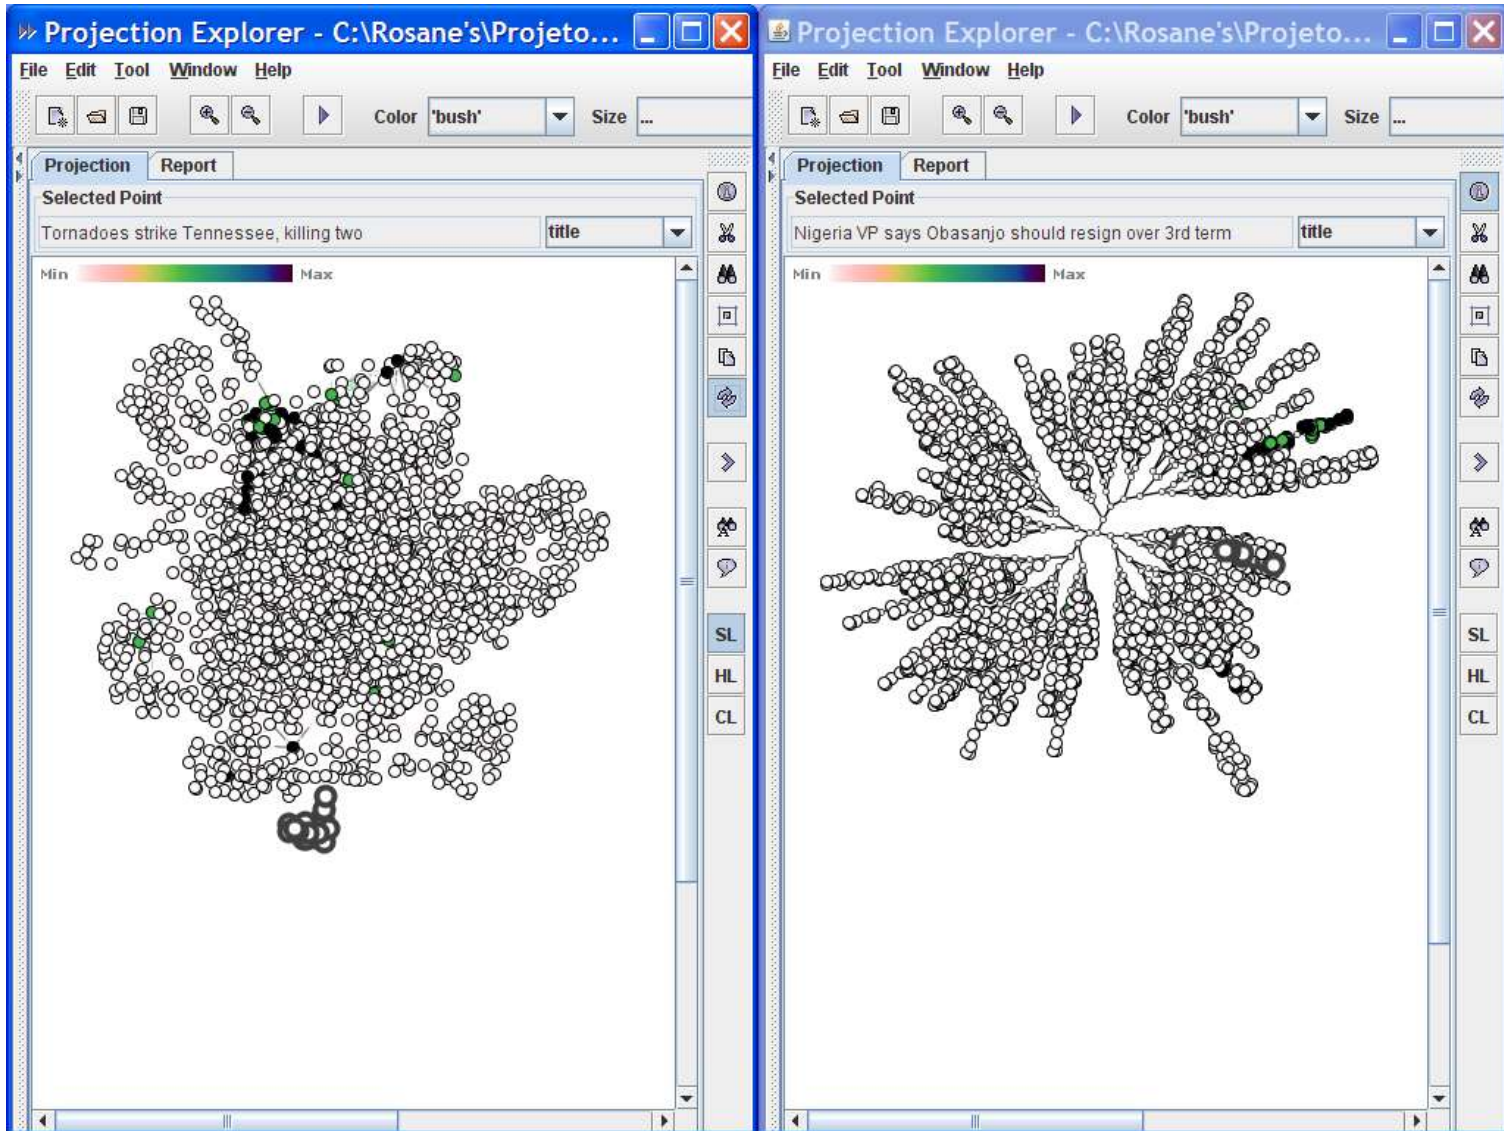 Projection Explorer - C:\Rosane's\Projeto...
File Edit Tool Window Help
Color 'bush' Size ...
Projection Report
Selected Point
Tornadoes strike Tennessee, killing two title
Min Max
SL
HL
CL
Projection Explorer - C:\Rosane's\Projeto...
File Edit Tool Window Help
Color 'bush' Size ...
Projection Report
Selected Point
Nigeria VP says Obasanjo should resign over 3rd term title
Min Max
SL
HL
CL